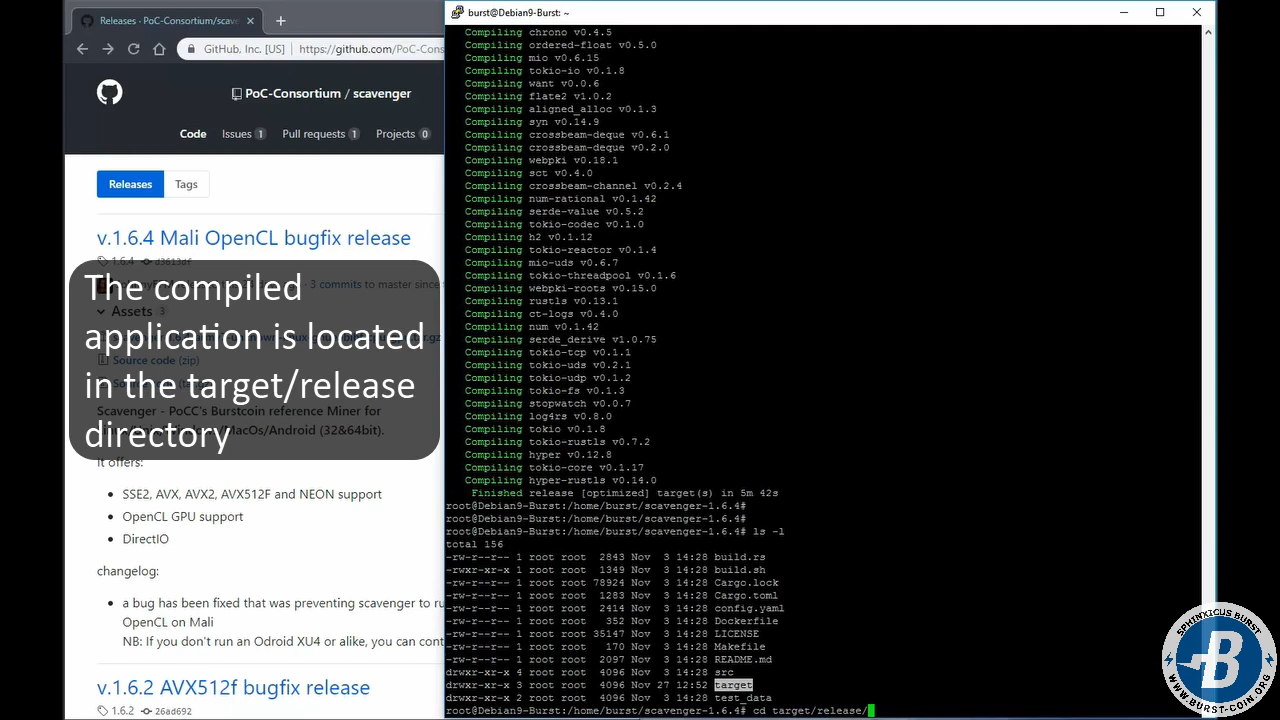 Releases · PoC-Consortium/scave
GitHub, Inc. [US]
https://github.com/PoC-Cons
PoC-Consortium / scavenger
Code
Issues 1
Pull requests 1
Projects 0
Releases
Tags
v.1.6.4 Mali OpenCL bugfix release
1.6.4
d3613df
3 commits to master since
Assets 3
The compiled
application is located
in the target/release
directory
Source code (zip)
Scavenger - PoCC's Burstcoin reference Miner for
/MacOs/Android (32&64bit).
It offers:
SSE2, AVX, AVX2, AVX512F and NEON support
OpenCL GPU support
DirectIO
changelog:
a bug has been fixed that was preventing scavenger to ru
OpenCL on Mali
NB: If you don't run an Odroid XU4 or alike, you can cont
v.1.6.2 AVX512f bugfix release
1.6.2
26ad692
burst@Debian9-Burst: ~
Compiling chrono v0.4.5
Compiling ordered-float v0.5.0
Compiling mio v0.6.15
Compiling tokio-io v0.1.8
Compiling want v0.0.6
Compiling flate2 v1.0.2
Compiling aligned_alloc v0.1.3
Compiling syn v0.14.9
Compiling crossbeam-deque v0.6.1
Compiling crossbeam-deque v0.2.0
Compiling webpki v0.18.1
Compiling sct v0.4.0
Compiling crossbeam-channel v0.2.4
Compiling num-rational v0.1.42
Compiling serde-value v0.5.2
Compiling tokio-codec v0.1.0
Compiling h2 v0.1.12
Compiling tokio-reactor v0.1.4
Compiling mio-uds v0.6.7
Compiling tokio-threadpool v0.1.6
Compiling webpki-roots v0.15.0
Compiling rustls v0.13.1
Compiling ct-logs v0.4.0
Compiling num v0.1.42
Compiling serde_derive v1.0.75
Compiling tokio-tcp v0.1.1
Compiling tokio-uds v0.2.1
Compiling tokio-udp v0.1.2
Compiling tokio-fs v0.1.3
Compiling stopwatch v0.0.7
Compiling log4rs v0.8.0
Compiling tokio v0.1.8
Compiling tokio-rustls v0.7.2
Compiling hyper v0.12.8
Compiling tokio-core v0.1.17
Compiling hyper-rustls v0.14.0
Finished release [optimized] target(s) in 5m 42s
root@Debian9-Burst:/home/burst/scavenger-1.6.4#
root@Debian9-Burst:/home/burst/scavenger-1.6.4#
root@Debian9-Burst:/home/burst/scavenger-1.6.4# ls -l
total 156
-rw-r--r-- 1 root root 2843 Nov 3 14:28 build.rs
-rwxr-xr-x 1 root root 1349 Nov 3 14:28 build.sh
-rw-r--r-- 1 root root 78924 Nov 3 14:28 Cargo.lock
-rw-r--r-- 1 root root 1283 Nov 3 14:28 Cargo.toml
-rw-r--r-- 1 root root 2414 Nov 3 14:28 config.yaml
-rw-r--r-- 1 root root 352 Nov 3 14:28 Dockerfile
-rw-r--r-- 1 root root 35147 Nov 3 14:28 LICENSE
-rw-r--r-- 1 root root 170 Nov 3 14:28 Makefile
-rw-r--r-- 1 root root 2097 Nov 3 14:28 README.md
drwxr-xr-x 4 root root 4096 Nov 3 14:28 src
drwxr-xr-x 3 root root 4096 Nov 27 12:52 target
drwxr-xr-x 2 root root 4096 Nov 3 14:28 test_data
root@Debian9-Burst:/home/burst/scavenger-1.6.4# cd target/release/
SPHINXICUS BURST
BURST-COIN